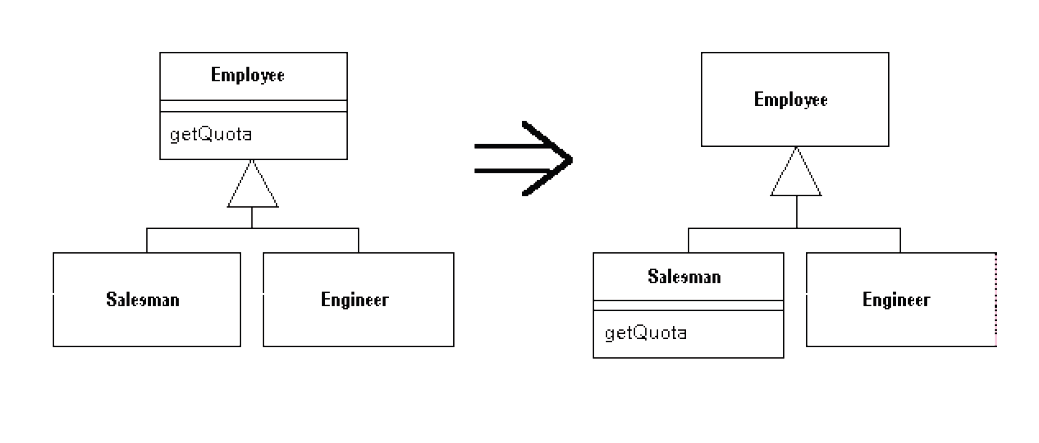 Employee
getQuota
Salesman
Engineer
Employee
Salesman
getQuota
Engineer